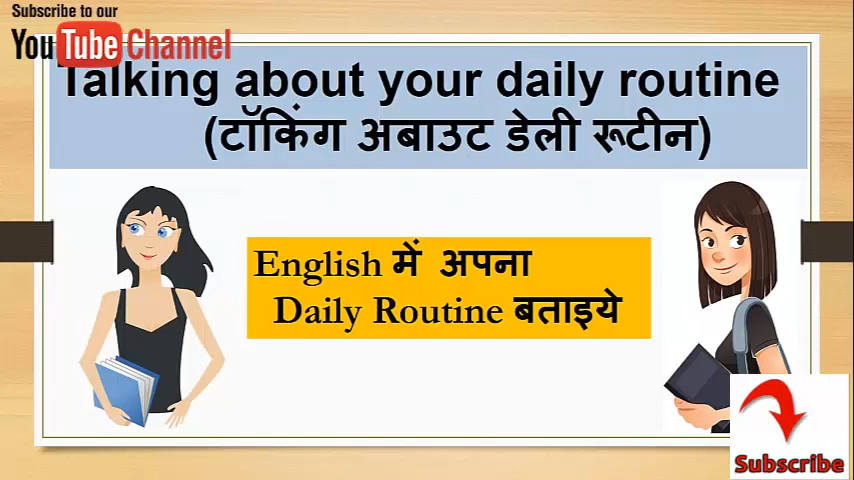 Subscribe to our
YouTube Channel
Talking about your daily routine
(टॉकिंग अबाउट डेली रूटीन)
English में अपना
Daily Routine बताइये
Subscribe